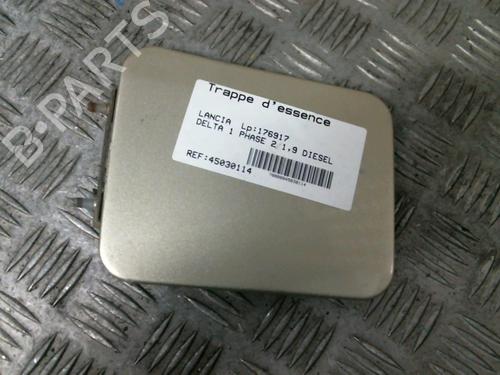 B-PARTS
Trappe d'essence
LANCIA Lp:176917
DELTA 1 PHASE 2 1,9 DIESEL
REF:45030114